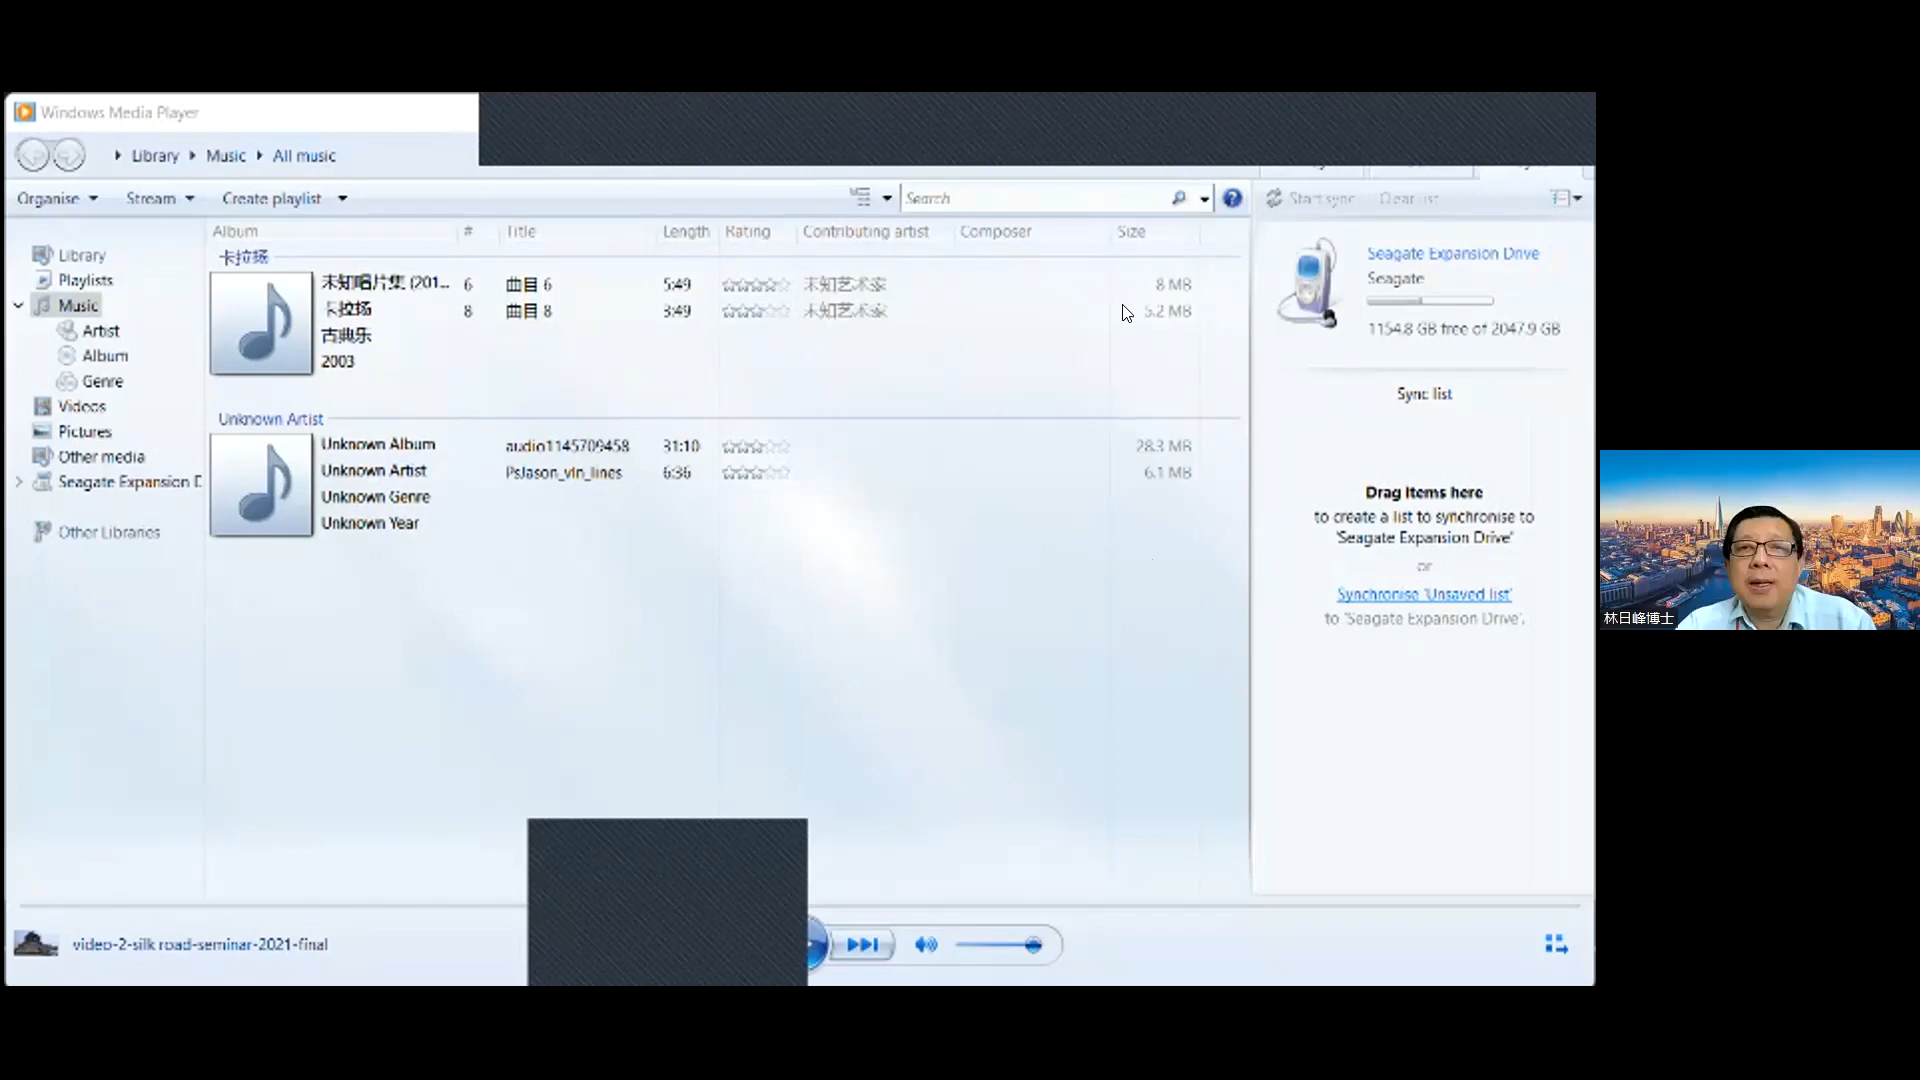 Windows Media Player
Library Music All music
Organise Stream Create playlist Search Start sync Clear list
Album # Title Length Rating Contributing artist Composer Size
Library
Playlists
Music
Artist
Album
Genre
Videos
Pictures
Other media
Seagate Expansion D
Other Libraries
卡拉扬
未知唱片集 (201... 6 曲目 6 5:49 未知艺术家 8 MB
卡拉扬 8 曲目 8 3:49 未知艺术家 5.2 MB
古典乐
2003
Unknown Artist
Unknown Album audio1145709458 31:10 28.3 MB
Unknown Artist PsJason_vln_lines 6:36 6.1 MB
Unknown Genre
Unknown Year
Seagate Expansion Drive
Seagate
1154.8 GB free of 2047.9 GB
Sync list
Drag items here
to create a list to synchronise to
'Seagate Expansion Drive'
or
Synchronise 'Unsaved list'
to 'Seagate Expansion Drive'.
林日峰博士
video-2-silk road-seminar-2021-final